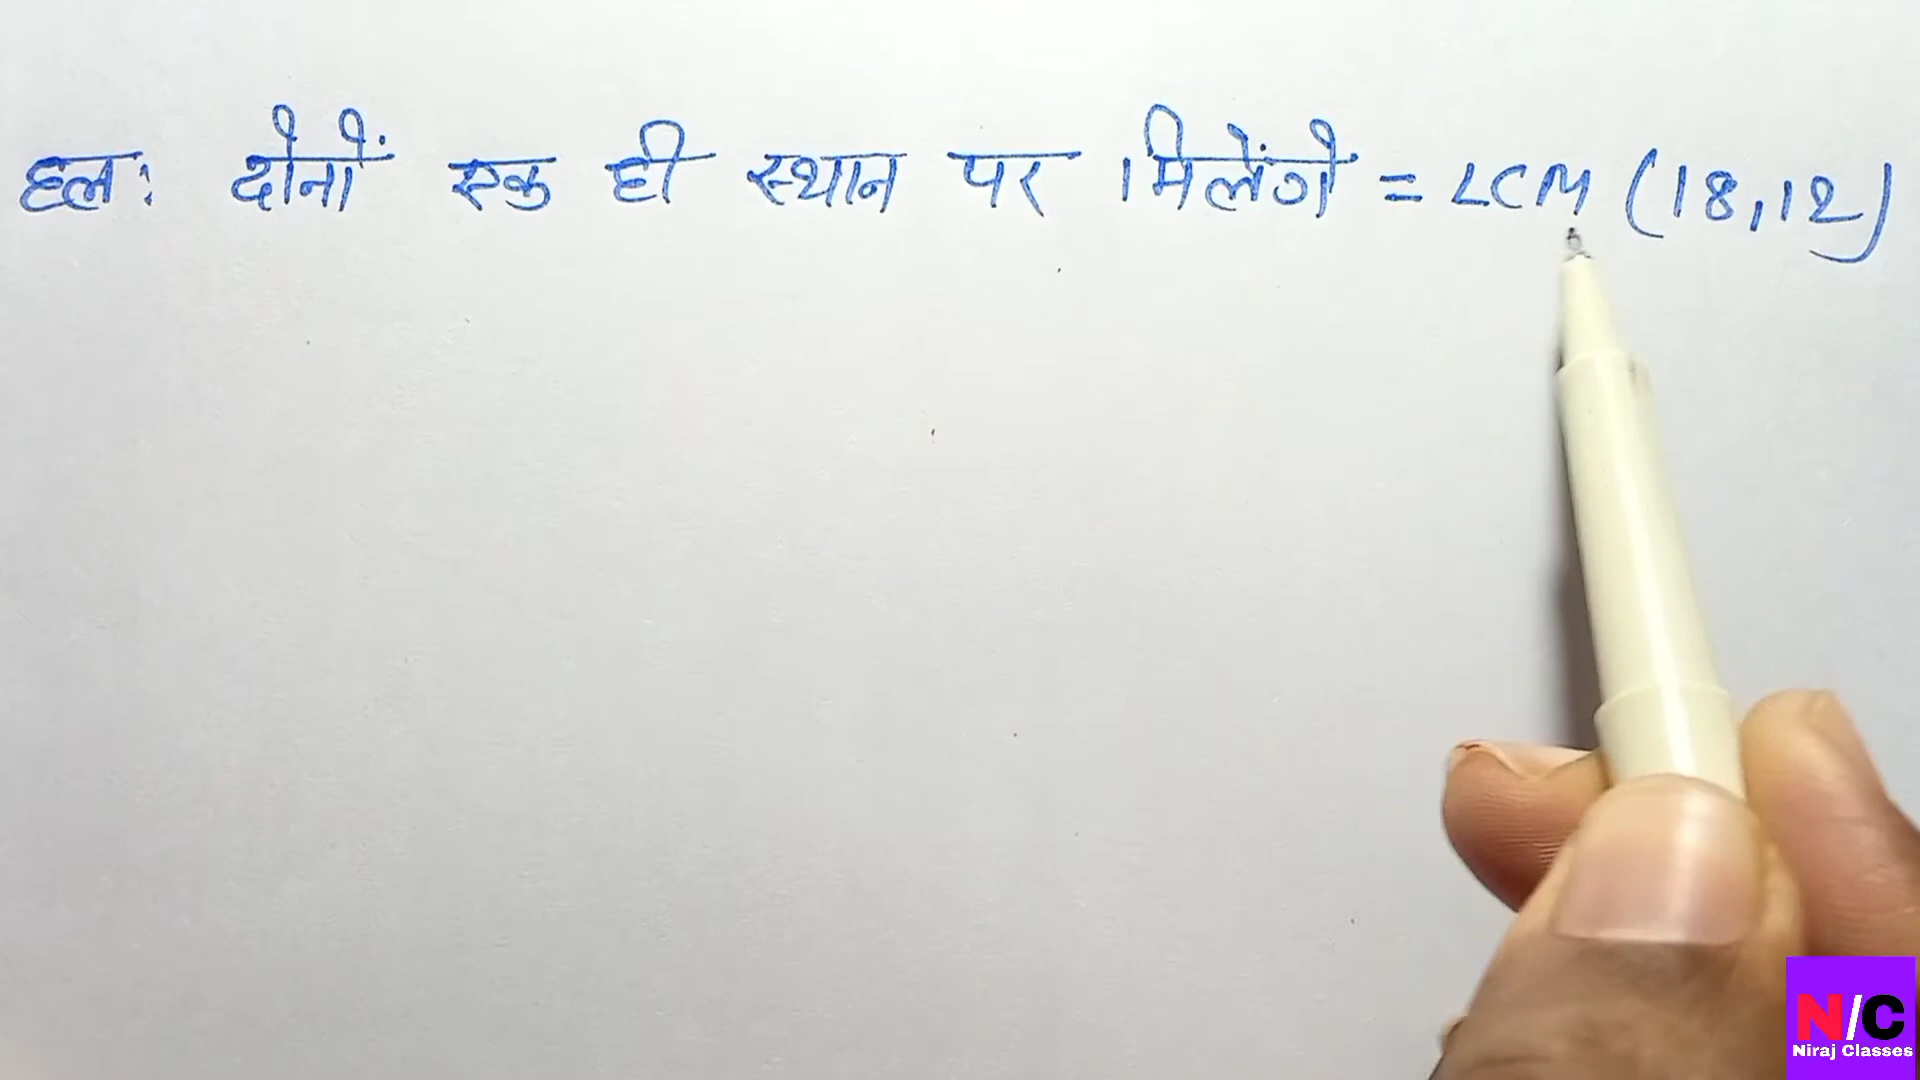 हल: दोनों एक ही स्थान पर मिलेंगे = LCM (18,12)
N/C
Niraj Classes